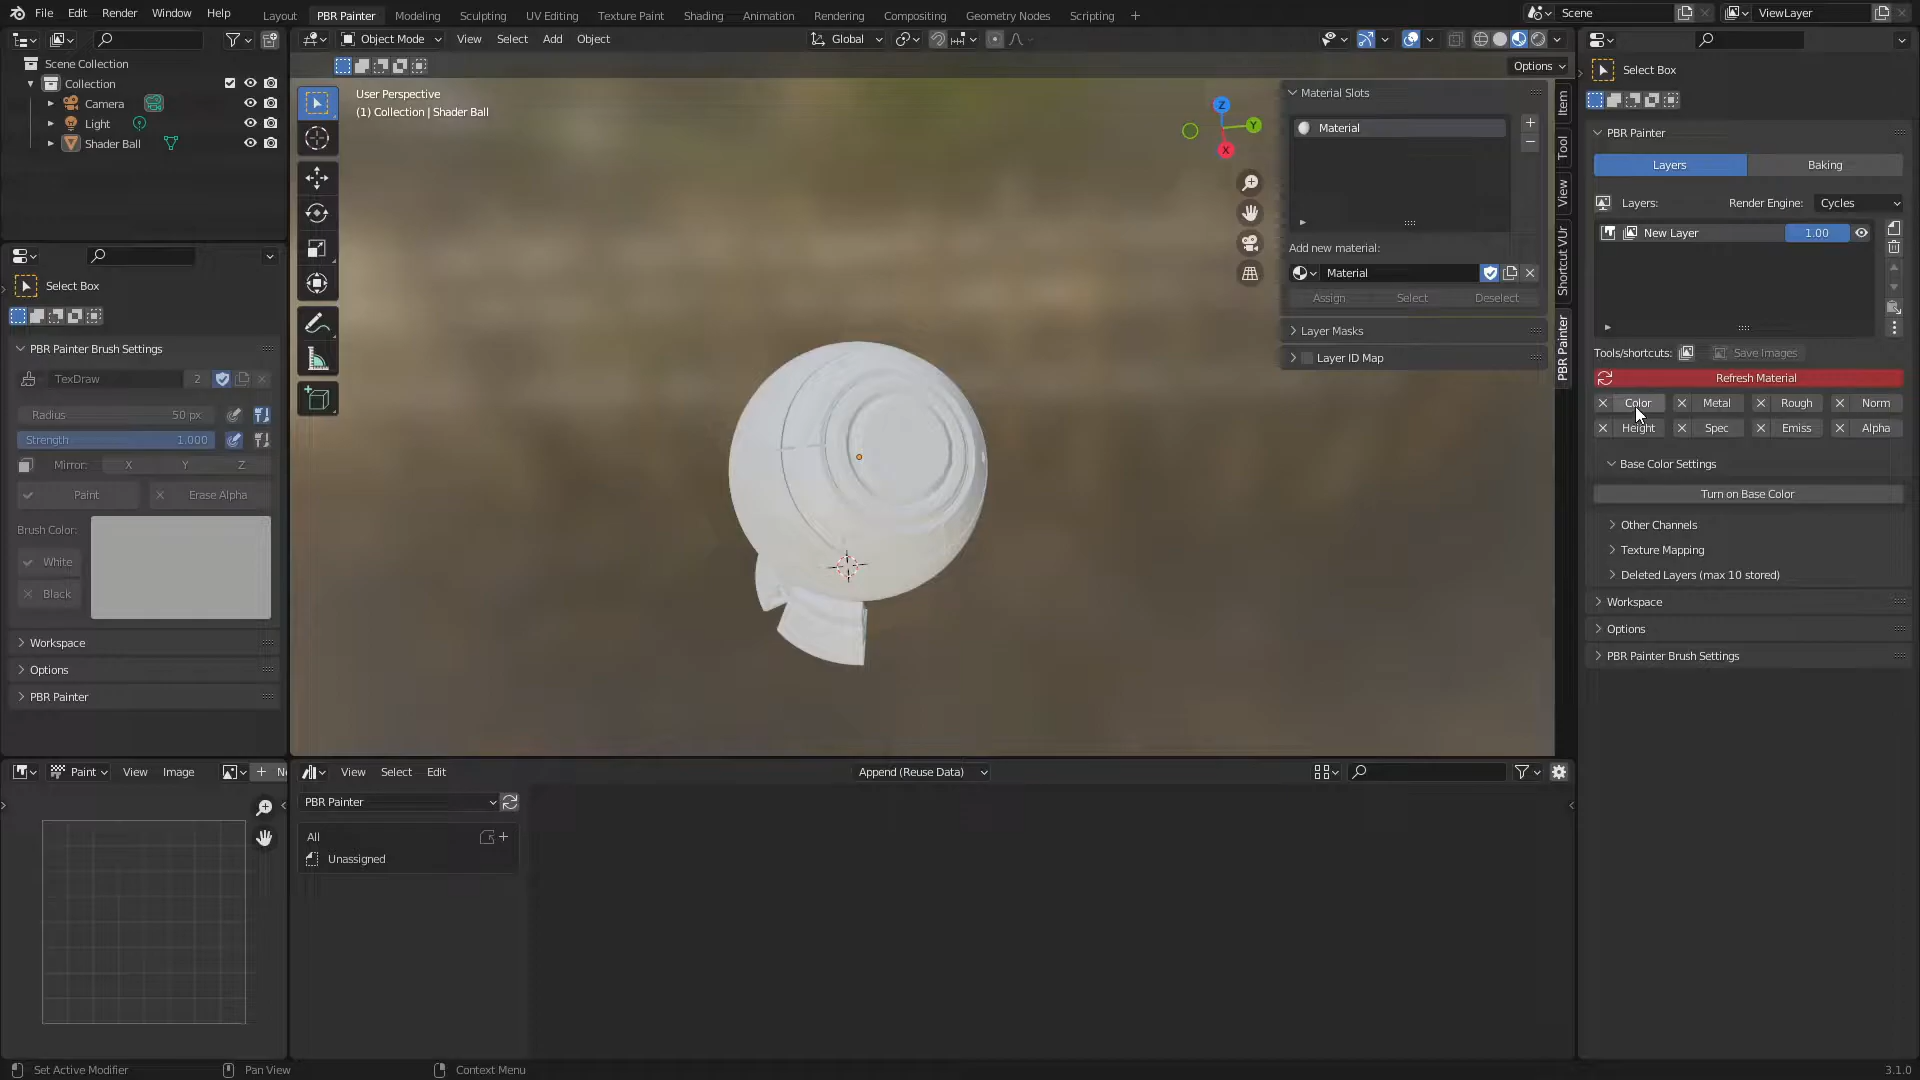 File Edit Render Window Help
Layout PBR Painter Modeling Sculpting UV Editing Texture Paint Shading Animation Rendering Compositing Geometry Nodes Scripting +
Scene
ViewLayer
Scene Collection
Collection
Camera
Light
Shader Ball
Object Mode View Select Add Object
Global
Options
User Perspective
(1) Collection | Shader Ball
Z
Y
X
Material Slots
Material
Add new material:
Material
Assign Select Deselect
Layer Masks
Layer ID Map
Item
Tool
View
Shortcut VUr
PBR Painter
Select Box
PBR Painter Brush Settings
TexDraw 2
Radius 50 px
Strength 1.000
Mirror: X Y Z
Paint Erase Alpha
Brush Color:
White
Black
Workspace
Options
PBR Painter
Select Box
PBR Painter
Layers Baking
Layers: Render Engine: Cycles
New Layer 1.00
Tools/shortcuts: Save Images
Refresh Material
Color Metal Rough Norm
Height Spec Emiss Alpha
Base Color Settings
Turn on Base Color
Other Channels
Texture Mapping
Deleted Layers (max 10 stored)
Workspace
Options
PBR Painter Brush Settings
Paint View Image
View Select Edit
Append (Reuse Data)
PBR Painter
All
Unassigned
Set Active Modifier Pan View Context Menu
3.1.0